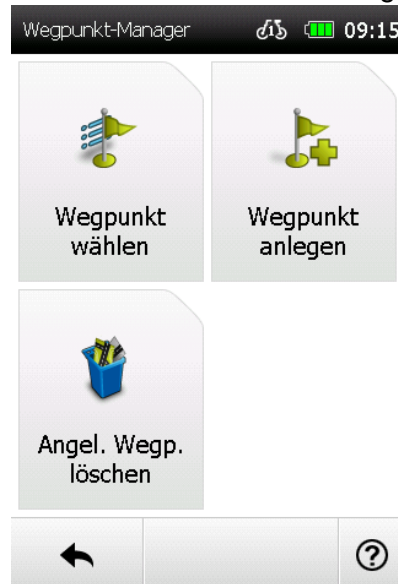 Wegpunkt-Manager 09:15
Wegpunkt
wählen
Wegpunkt
anlegen
Angel. Wegp.
löschen
?